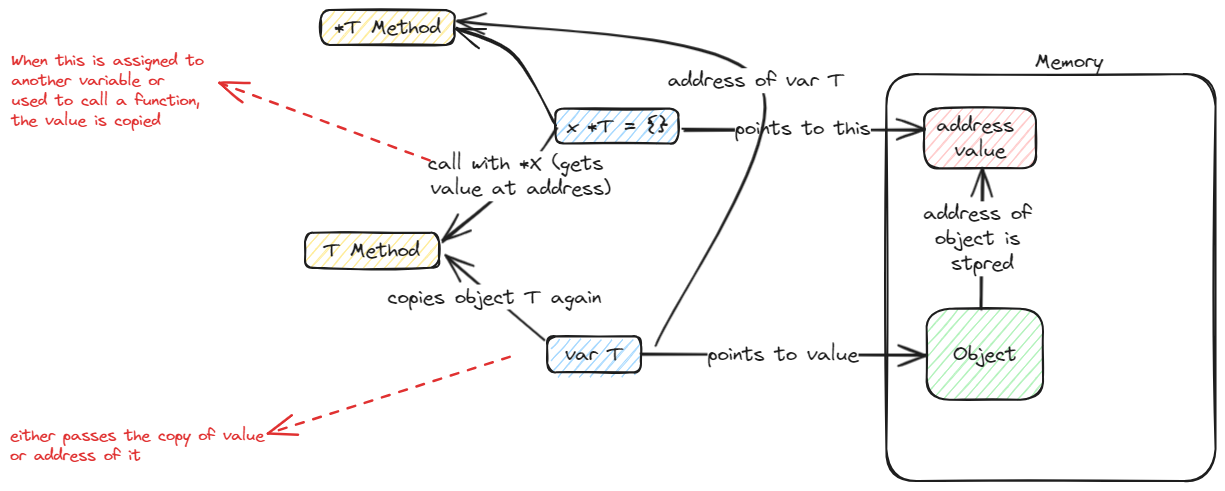 *T Method
When this is assigned to
another variable or
used to call a function,
the value is copied
address of var T
Memory
x *T = {}
points to this
address
value
call with *X (gets
value at address)
address of
object is
stpred
T Method
copies object T again
var T
points to value
Object
either passes the copy of value
or address of it